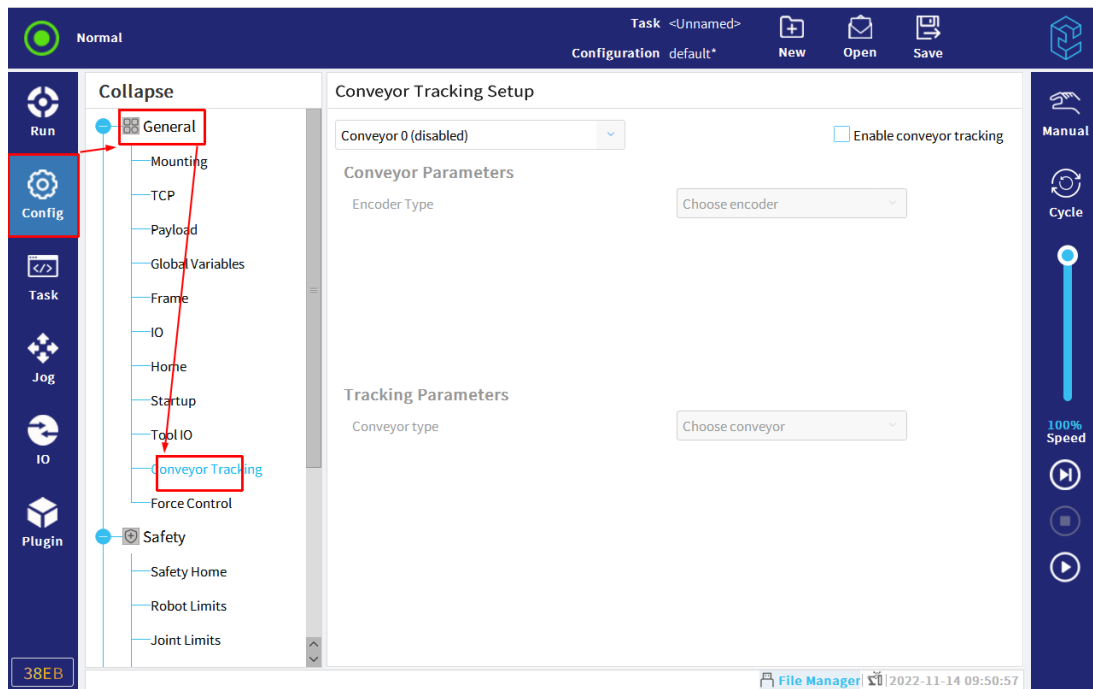 Normal
Task <Unnamed>
Configuration default*
New
Open
Save
Run
Config
Task
Jog
IO
Plugin
38EB
Collapse
General
Mounting
TCP
Payload
Global Variables
Frame
IO
Home
Startup
Tool IO
Conveyor Tracking
Force Control
Safety
Safety Home
Robot Limits
Joint Limits
Conveyor Tracking Setup
Conveyor 0 (disabled)
Enable conveyor tracking
Conveyor Parameters
Encoder Type
Choose encoder
Tracking Parameters
Conveyor type
Choose conveyor
Manual
Cycle
100%
Speed
File Manager
2022-11-14 09:50:57